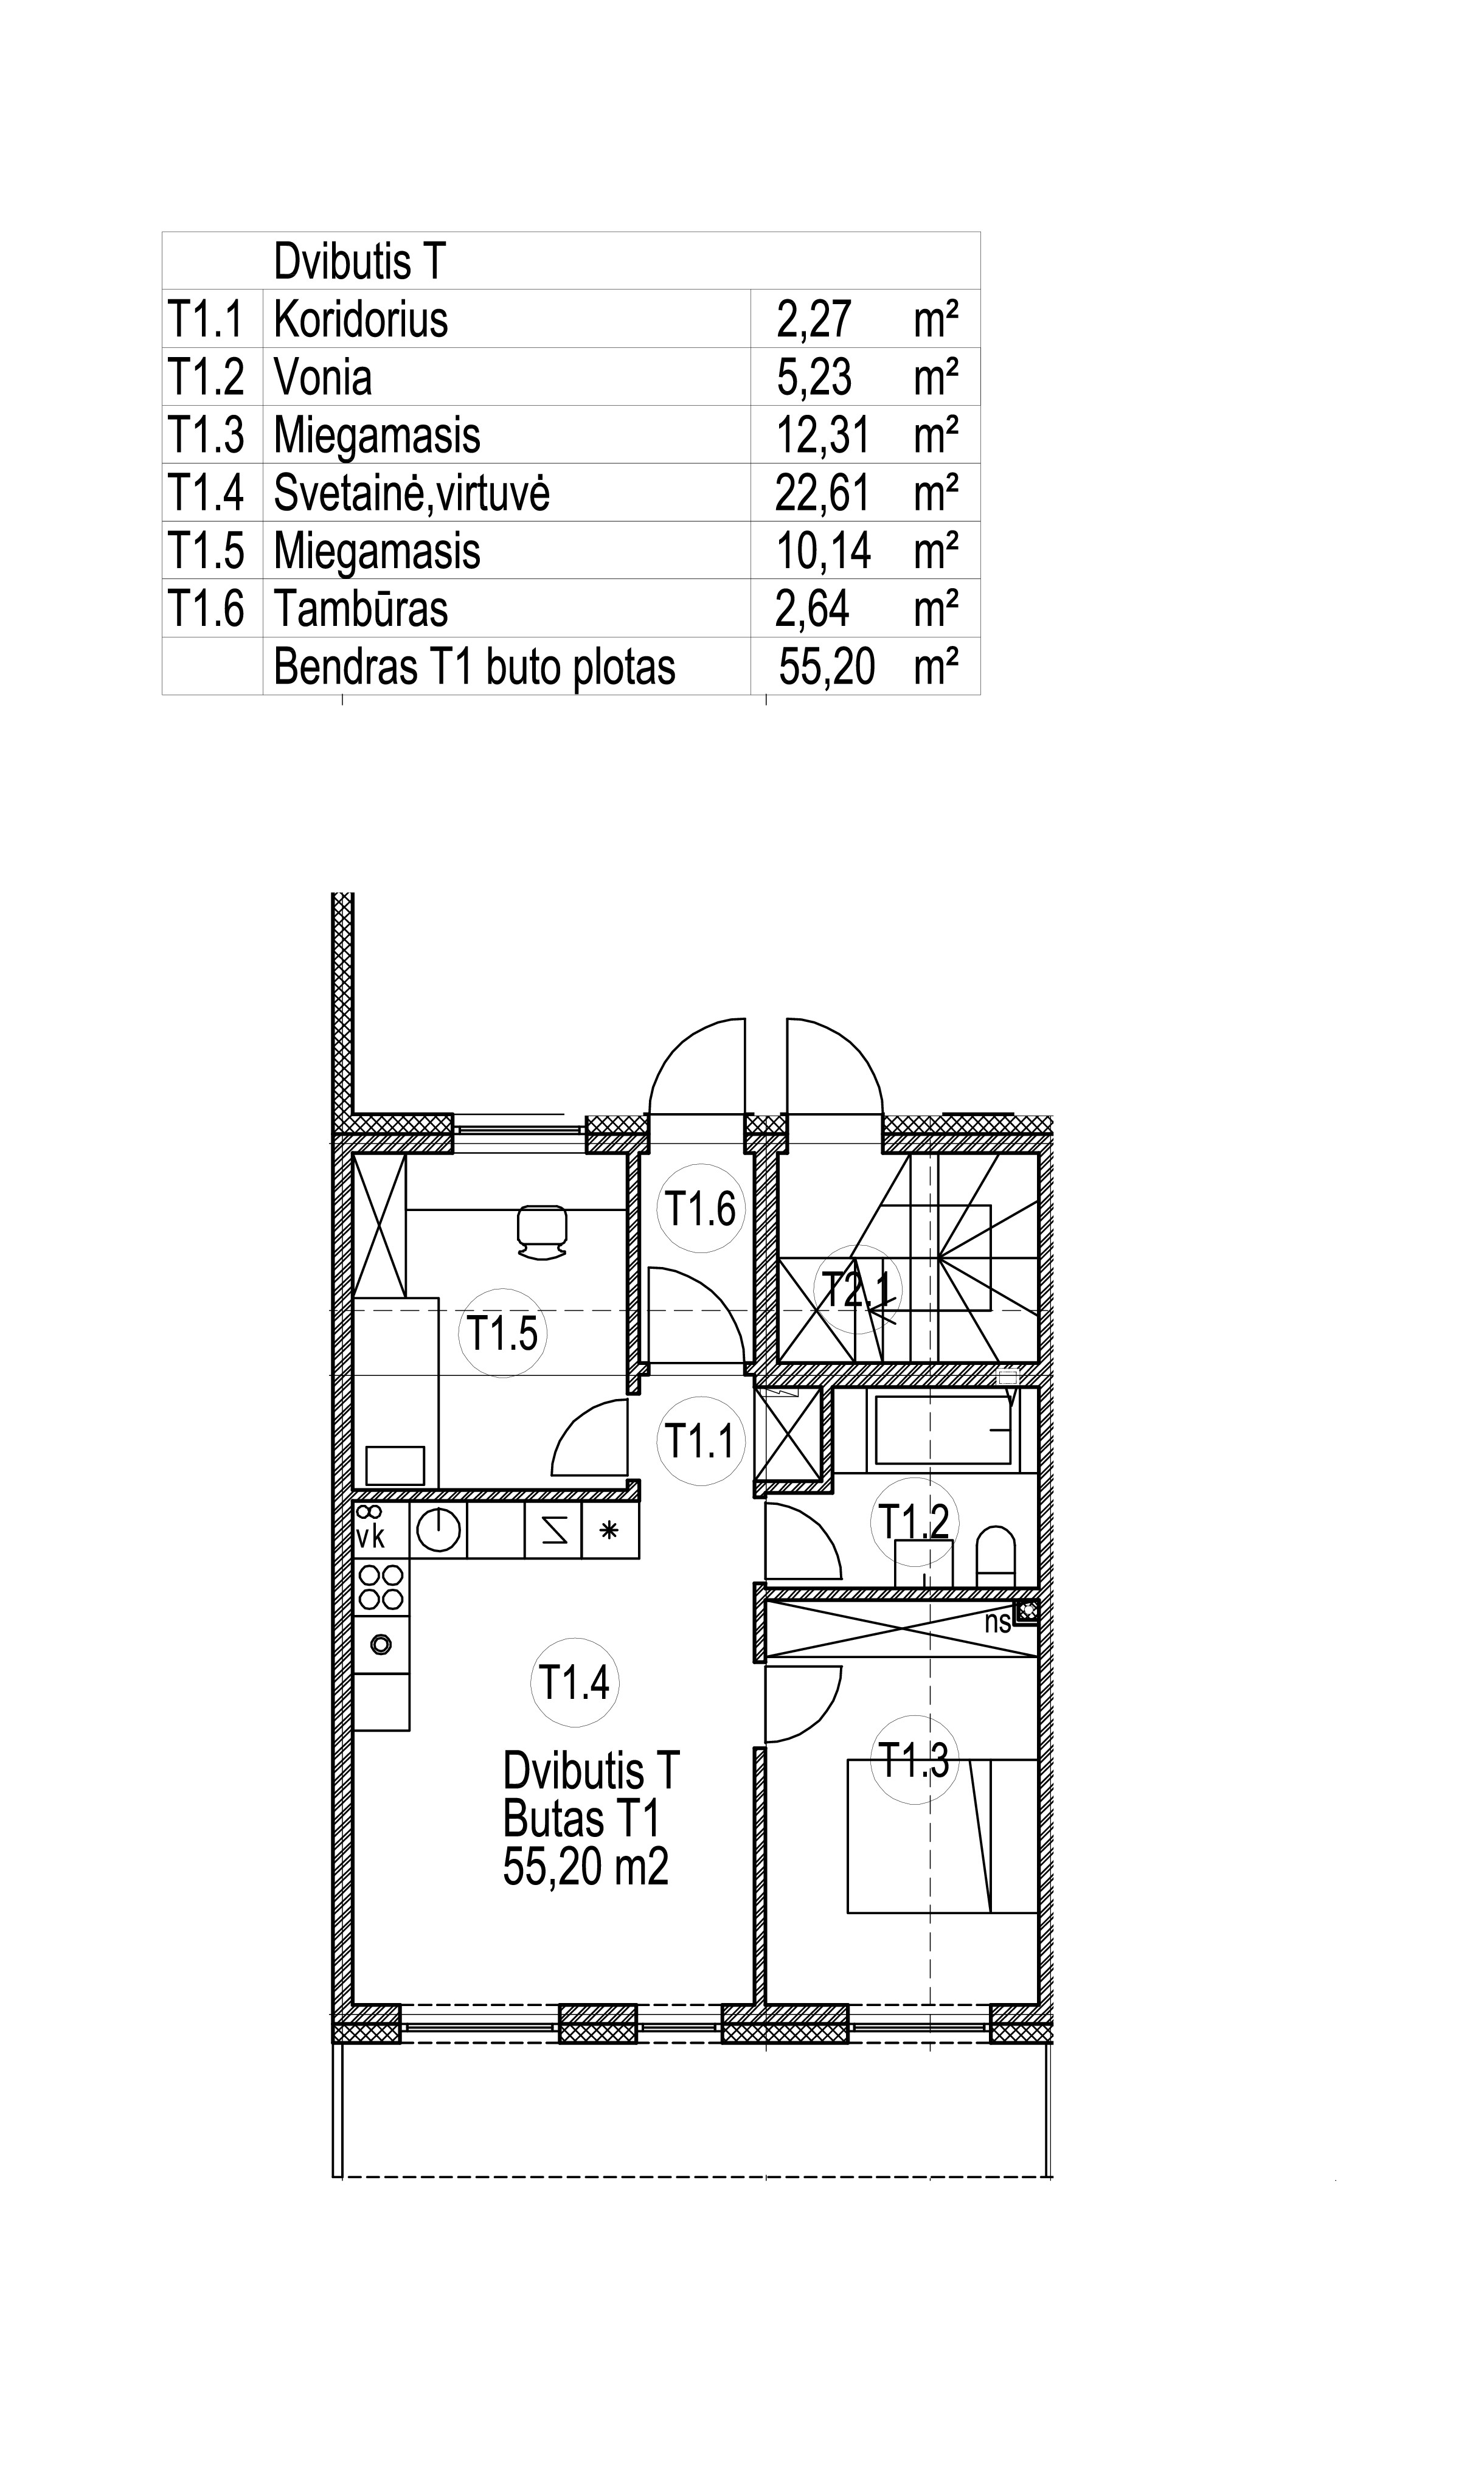 Dvibutis T
T1.1 Koridorius 2,27 m²
T1.2 Vonia 5,23 m²
T1.3 Miegamasis 12,31 m²
T1.4 Svetainė,virtuvė 22,61 m²
T1.5 Miegamasis 10,14 m²
T1.6 Tambūras 2,64 m²
Bendras T1 buto plotas 55,20 m²
T1.6
T2.1
T1.5
T1.1
T1.2
vk
ns
T1.4
T1.3
Dvibutis T
Butas T1
55,20 m2